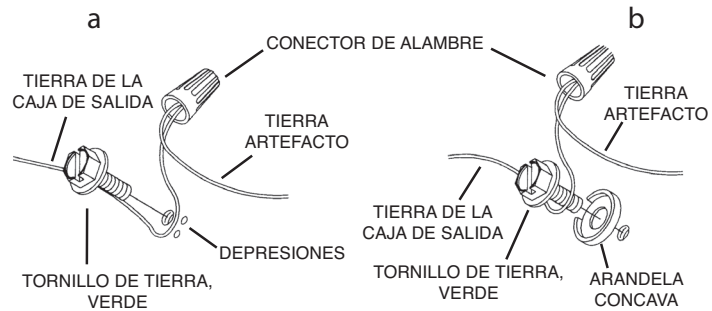 a
b
CONECTOR DE ALAMBRE
TIERRA DE LA
CAJA DE SALIDA
TIERRA
ARTEFACTO
DEPRESIONES
TORNILLO DE TIERRA,
VERDE
TIERRA
ARTEFACTO
TIERRA DE LA
CAJA DE SALIDA
TORNILLO DE TIERRA,
VERDE
ARANDELA
CONCAVA